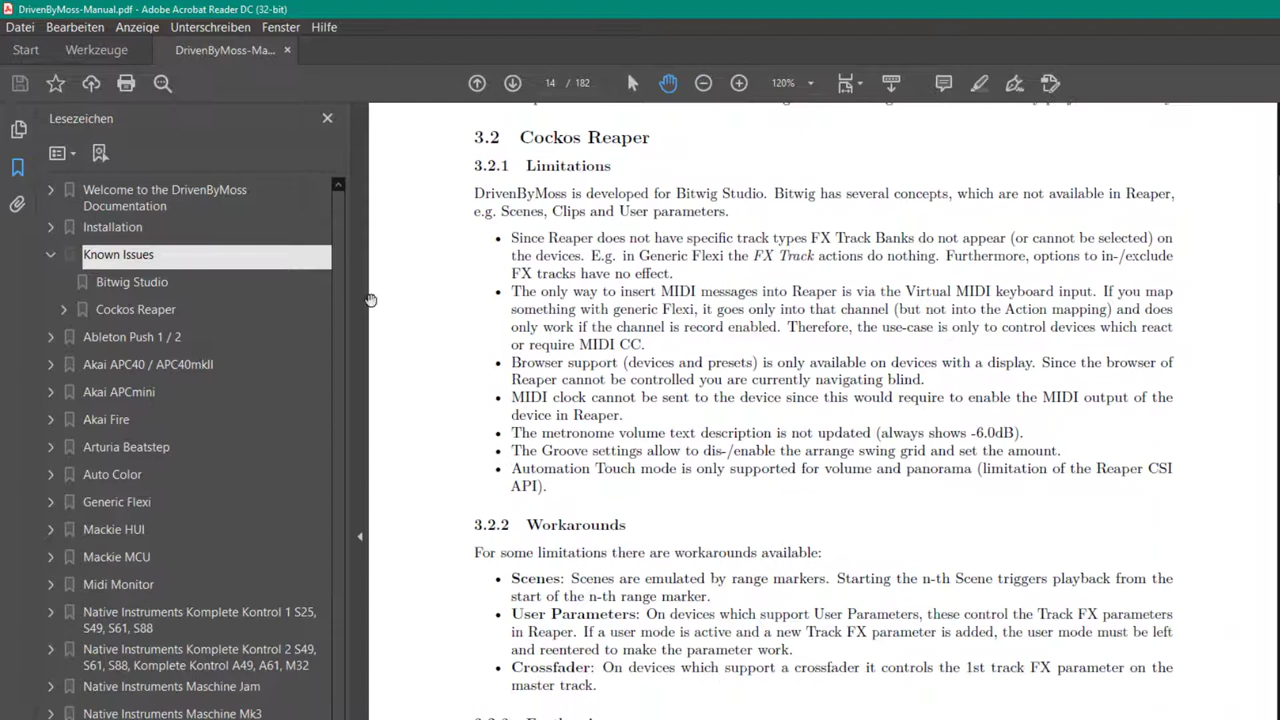 DrivenByMoss-Manual.pdf - Adobe Acrobat Reader DC (32-bit)
Datei Bearbeiten Anzeige Unterschreiben Fenster Hilfe
Start Werkzeuge DrivenByMoss-Ma... ×
14 / 182 120%
Lesezeichen
Welcome to the DrivenByMoss
Documentation
Installation
Known Issues
Bitwig Studio
Cockos Reaper
Ableton Push 1 / 2
Akai APC40 / APC40mkII
Akai APCmini
Akai Fire
Arturia Beatstep
Auto Color
Generic Flexi
Mackie HUI
Mackie MCU
Midi Monitor
Native Instruments Komplete Kontrol 1 S25,
S49, S61, S88
Native Instruments Komplete Kontrol 2 S49,
S61, S88, Komplete Kontrol A49, A61, M32
Native Instruments Maschine Jam
Native Instruments Maschine Mk3
3.2 Cockos Reaper
3.2.1 Limitations
DrivenByMoss is developed for Bitwig Studio. Bitwig has several concepts, which are not available in Reaper,
e.g. Scenes, Clips and User parameters.
• Since Reaper does not have specific track types FX Track Banks do not appear (or cannot be selected) on
the devices. E.g. in Generic Flexi the FX Track actions do nothing. Furthermore, options to in-/exclude
FX tracks have no effect.
• The only way to insert MIDI messages into Reaper is via the Virtual MIDI keyboard input. If you map
something with generic Flexi, it goes only into that channel (but not into the Action mapping) and does
only work if the channel is record enabled. Therefore, the use-case is only to control devices which react
or require MIDI CC.
• Browser support (devices and presets) is only available on devices with a display. Since the browser of
Reaper cannot be controlled you are currently navigating blind.
• MIDI clock cannot be sent to the device since this would require to enable the MIDI output of the
device in Reaper.
• The metronome volume text description is not updated (always shows -6.0dB).
• The Groove settings allow to dis-/enable the arrange swing grid and set the amount.
• Automation Touch mode is only supported for volume and panorama (limitation of the Reaper CSI
API).
3.2.2 Workarounds
For some limitations there are workarounds available:
• Scenes: Scenes are emulated by range markers. Starting the n-th Scene triggers playback from the
start of the n-th range marker.
• User Parameters: On devices which support User Parameters, these control the Track FX parameters
in Reaper. If a user mode is active and a new Track FX parameter is added, the user mode must be left
and reentered to make the parameter work.
• Crossfader: On devices which support a crossfader it controls the 1st track FX parameter on the
master track.